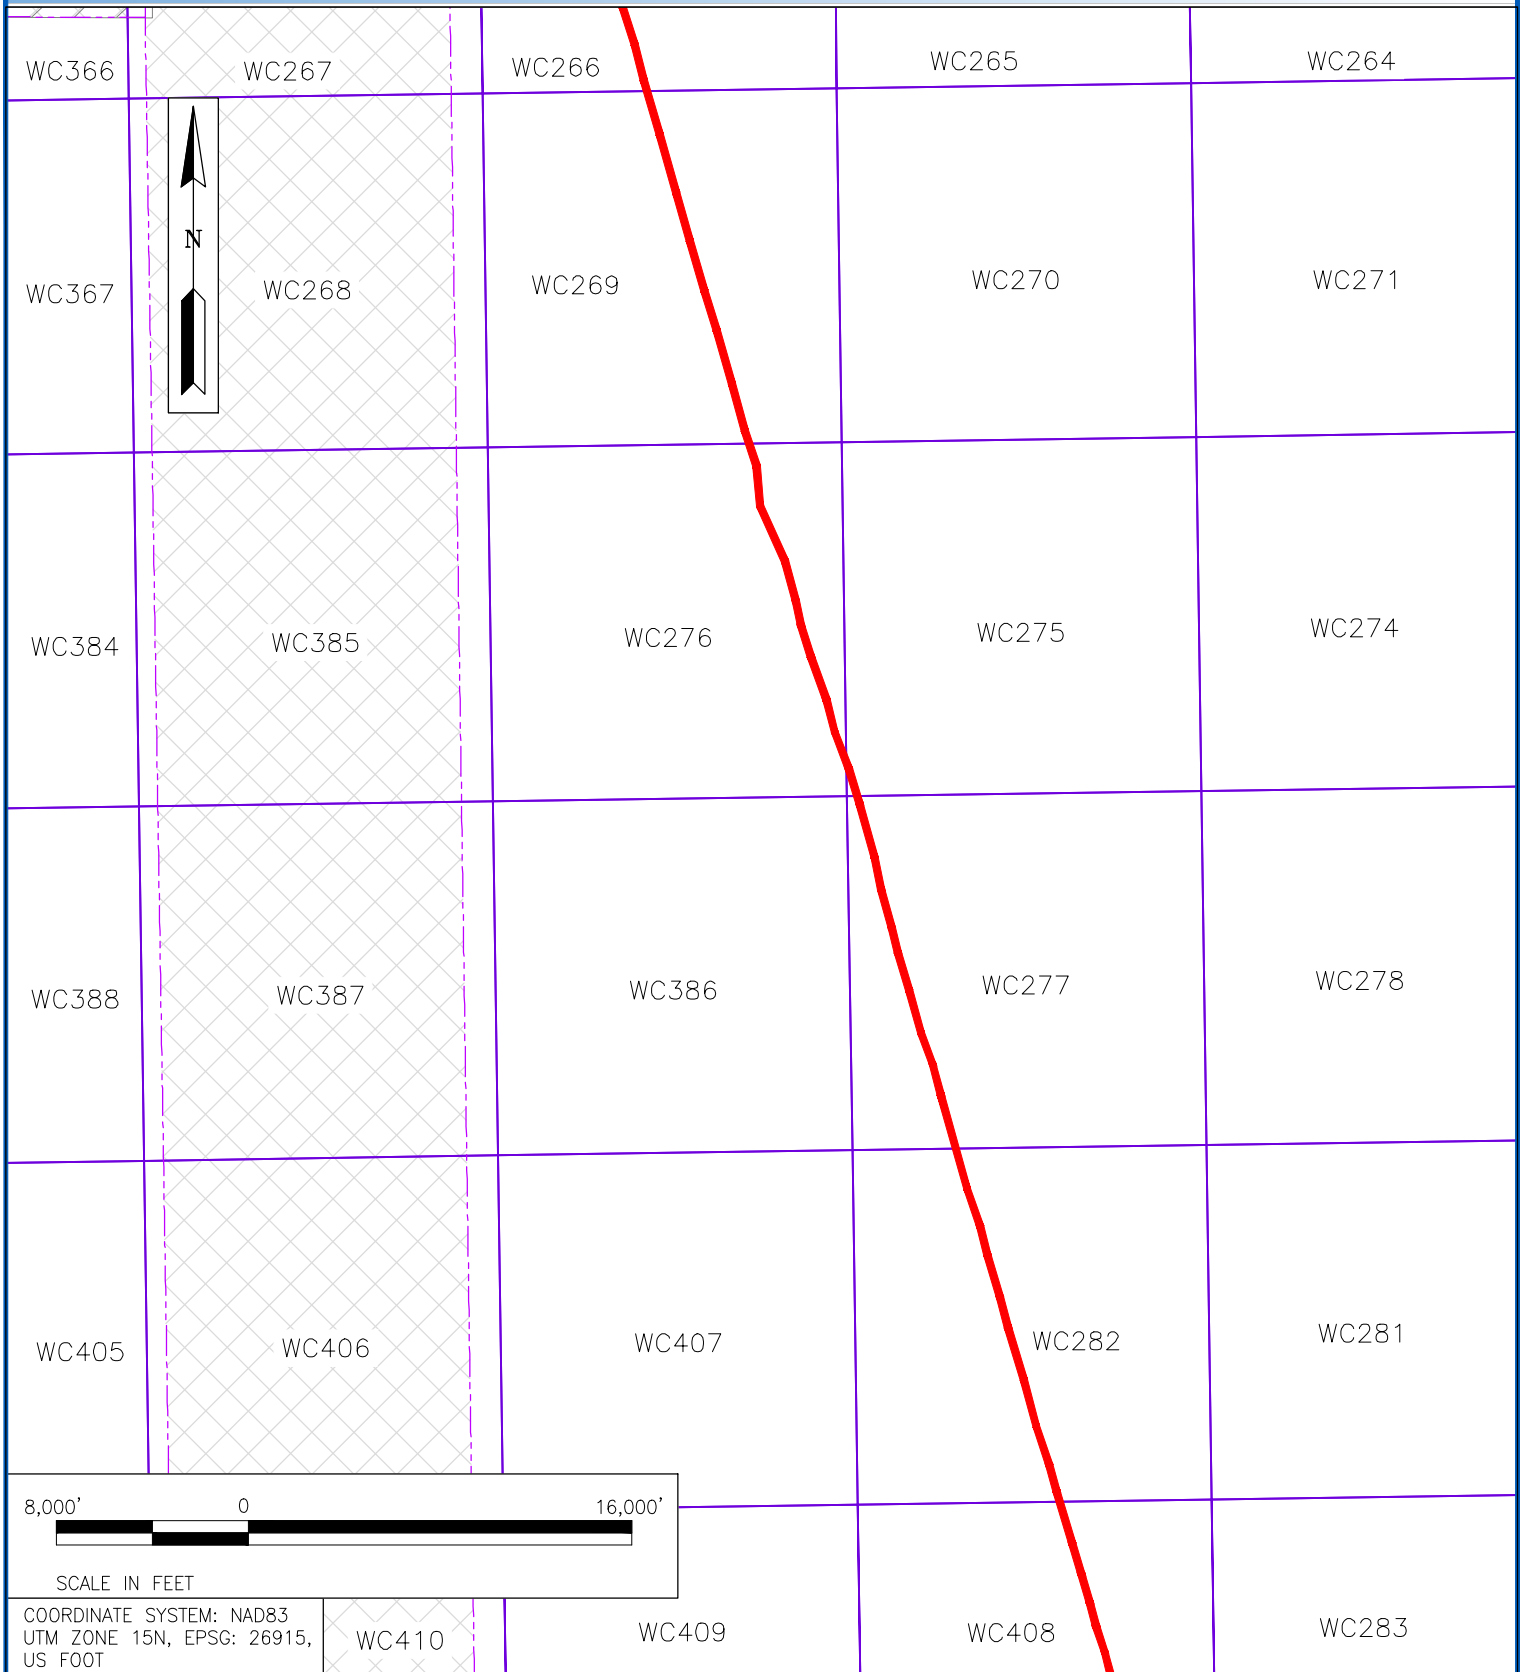 WC366 WC267 WC266 WC265 WC264
N
WC367 WC268 WC269 WC270 WC271
WC384 WC385 WC276 WC275 WC274
WC388 WC387 WC386 WC277 WC278
WC405 WC406 WC407 WC282 WC281
8,000' 0 16,000'
SCALE IN FEET
COORDINATE SYSTEM: NAD83
UTM ZONE 15N, EPSG: 26915,
US FOOT
WC410 WC409 WC408 WC283